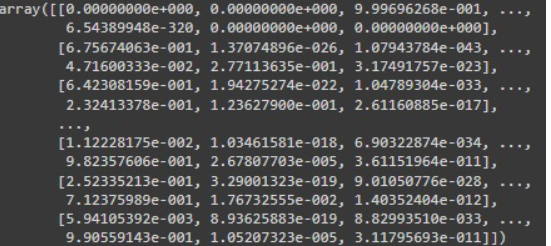 array([[0.00000000e+000, 0.00000000e+000, 9.99696268e-001, ...,
6.54389948e-320, 0.00000000e+000, 0.00000000e+000],
[6.75674063e-001, 1.37074896e-026, 1.07943784e-043, ...,
4.71600333e-002, 2.77113635e-001, 3.17491757e-023],
[6.42308159e-001, 1.94275274e-022, 1.04789304e-033, ...,
2.32413378e-001, 1.23627900e-001, 2.61160885e-017],
...,
[1.12228175e-002, 1.03461581e-018, 6.90322874e-034, ...,
9.82357606e-001, 2.67807703e-005, 3.61151964e-011],
[2.52335213e-001, 3.29001323e-019, 9.01050776e-028, ...,
7.12375989e-001, 1.76732555e-002, 1.40352404e-012],
[5.94105392e-003, 8.93625883e-019, 8.82993510e-033, ...,
9.90559143e-001, 1.05207323e-005, 3.11795693e-011]])